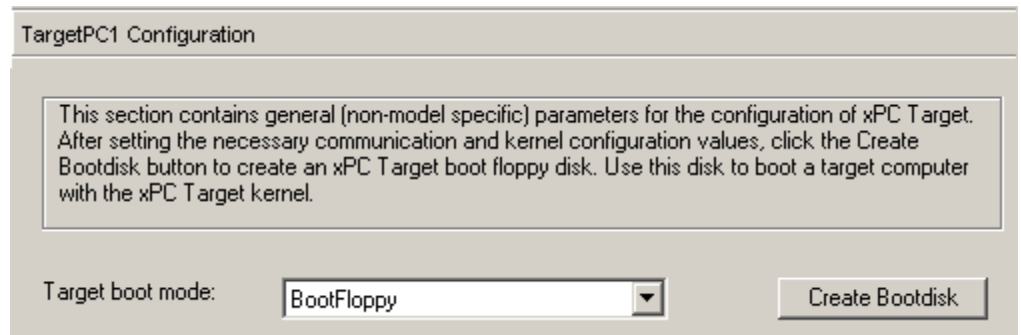 TargetPC1 Configuration
This section contains general (non-model specific) parameters for the configuration of xPC Target.
After setting the necessary communication and kernel configuration values, click the Create
Bootdisk button to create an xPC Target boot floppy disk. Use this disk to boot a target computer
with the xPC Target kernel.
Target boot mode:
BootFloppy
Create Bootdisk